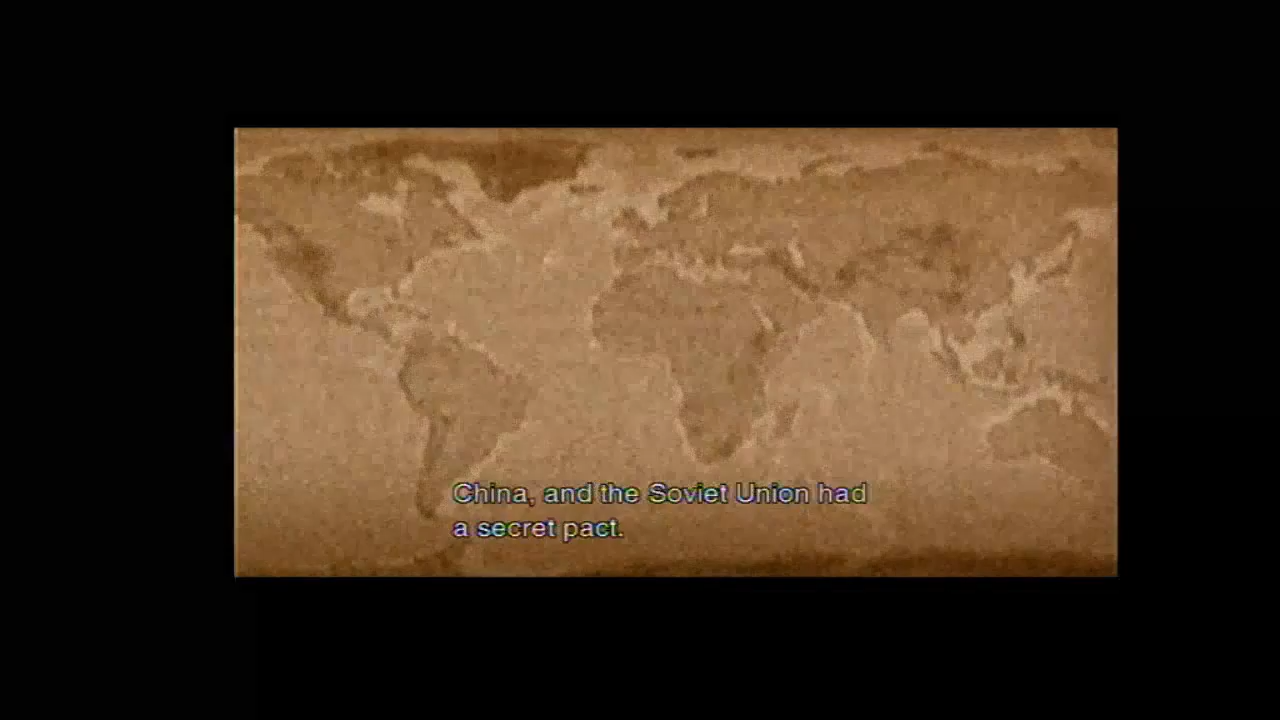 China, and the Soviet Union had
a secret pact.